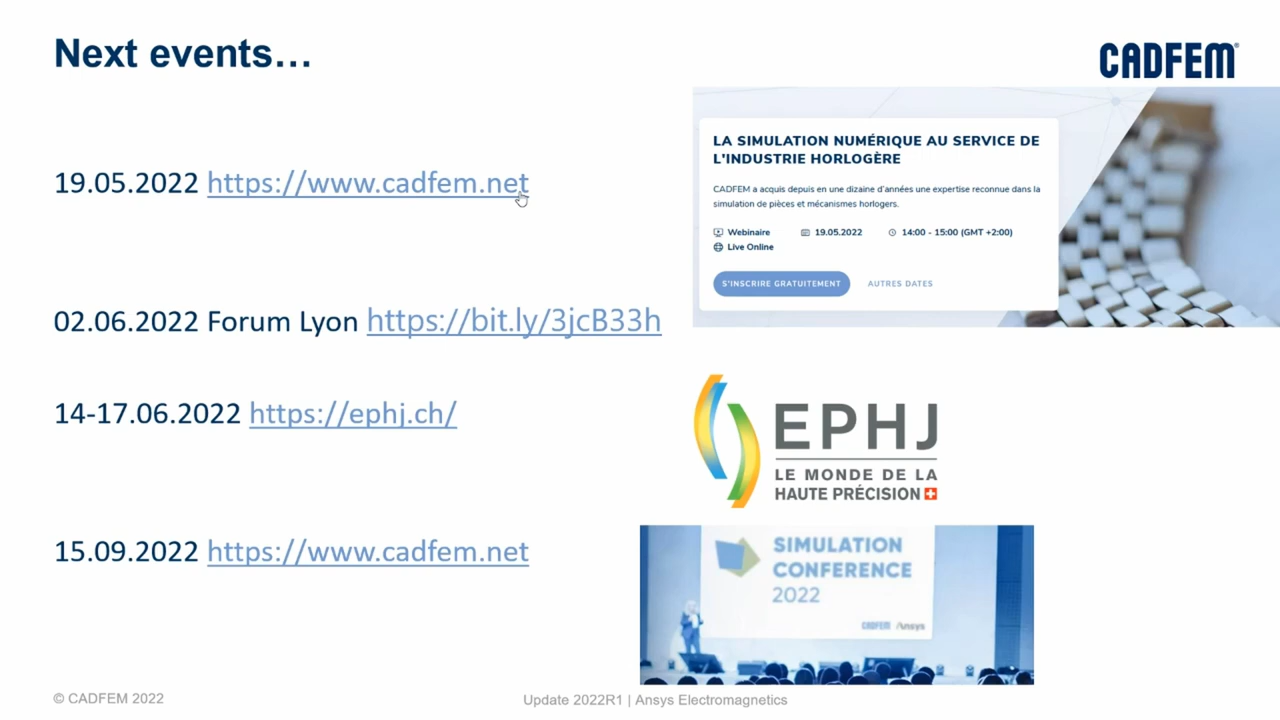 Next events...
CADFEM
19.05.2022 https://www.cadfem.net
LA SIMULATION NUMÉRIQUE AU SERVICE DE
L'INDUSTRIE HORLOGÈRE
CADFEM a acquis depuis en une dizaine d'années une expertise reconnue dans la
simulation de pièces et mécanismes horlogers.
Webinaire 19.05.2022 14:00 - 15:00 (GMT +2:00)
Live Online
S'INSCRIRE GRATUITEMENT AUTRES DATES
02.06.2022 Forum Lyon https://bit.ly/3jcB33h
14-17.06.2022 https://ephj.ch/
EPHJ
LE MONDE DE LA
HAUTE PRÉCISION
15.09.2022 https://www.cadfem.net
SIMULATION
CONFERENCE
2022
CADFEM Ansys
© CADFEM 2022
Update 2022R1 | Ansys Electromagnetics